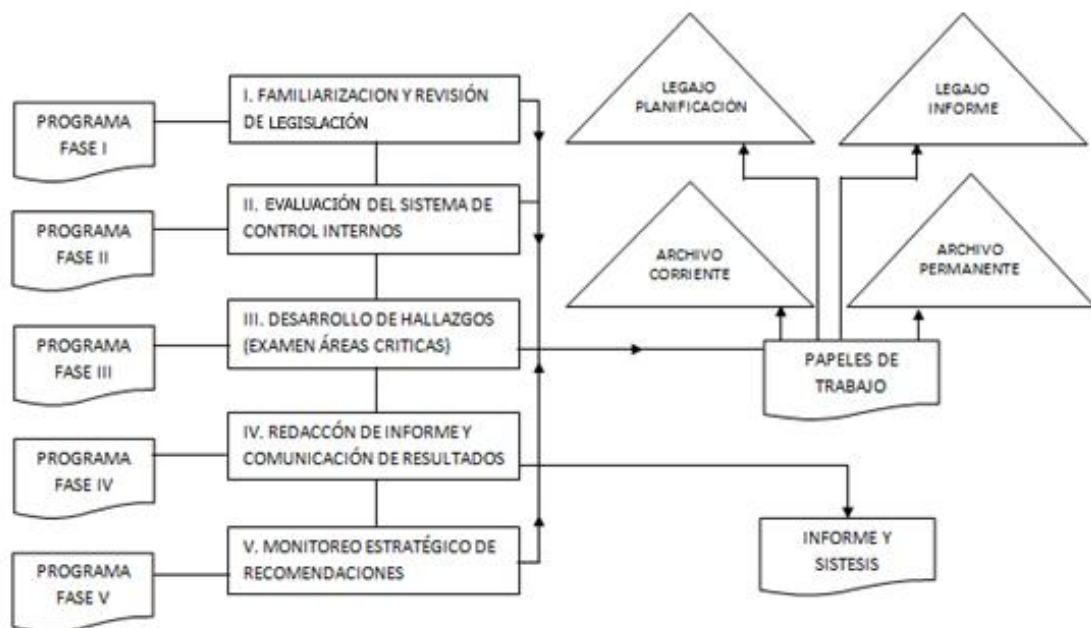 PROGRAMA
FASE I
I. FAMILIARIZACION Y REVISIÓN
DE LEGISLACIÓN
PROGRAMA
FASE II
II. EVALUACIÓN DEL SISTEMA DE
CONTROL INTERNOS
PROGRAMA
FASE III
III. DESARROLLO DE HALLAZGOS
(EXAMEN ÁREAS CRITICAS)
PROGRAMA
FASE IV
IV. REDACCÓN DE INFORME Y
COMUNICACIÓN DE RESULTADOS
PROGRAMA
FASE V
V. MONITOREO ESTRATÉGICO DE
RECOMENDACIONES
LEGAJO
PLANIFICACIÓN
LEGAJO
INFORME
ARCHIVO
CORRIENTE
ARCHIVO
PERMANENTE
PAPELES DE
TRABAJO
INFORME Y
SISTESIS